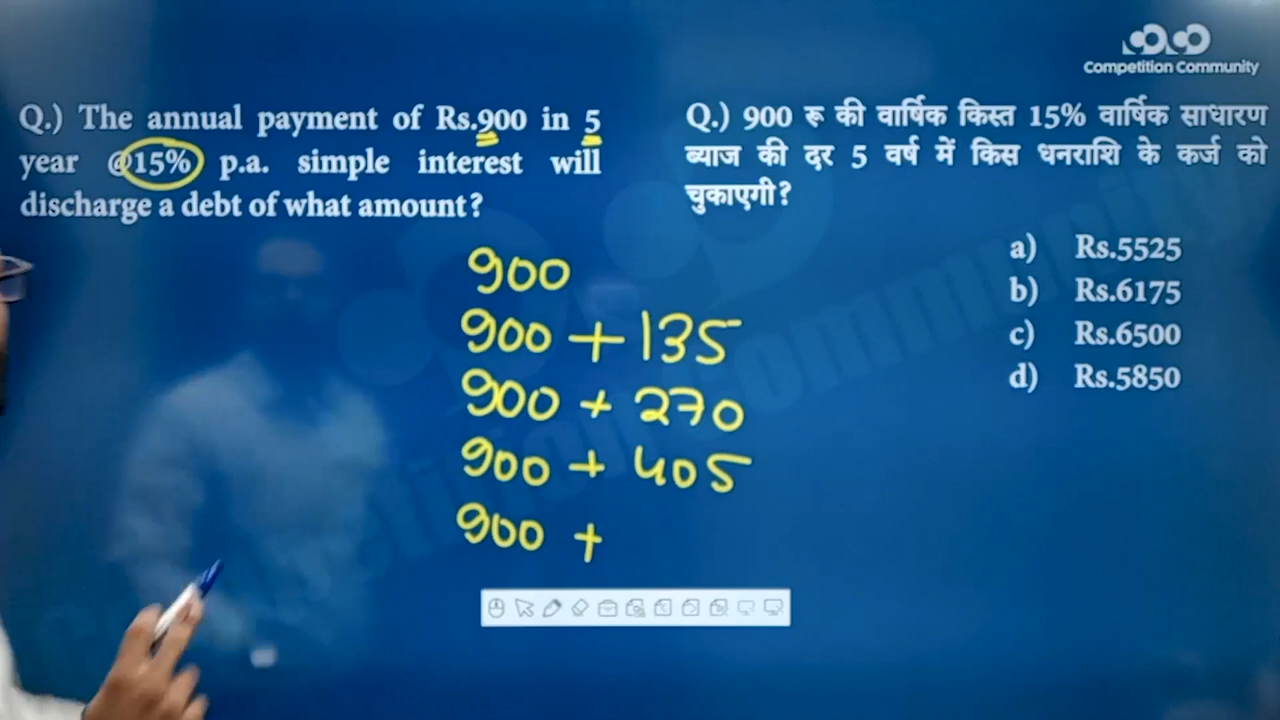 Competition Community
Q.) The annual payment of Rs.900 in 5
year @15% p.a. simple interest will
discharge a debt of what amount?
Q.) 900 रू की वार्षिक किस्त 15% वार्षिक साधारण
ब्याज की दर 5 वर्ष में किस धनराशि के कर्ज को
चुकाएगी?
a) Rs.5525
b) Rs.6175
c) Rs.6500
d) Rs.5850
900
900 + 135
900 + 270
900 + 405
900 +